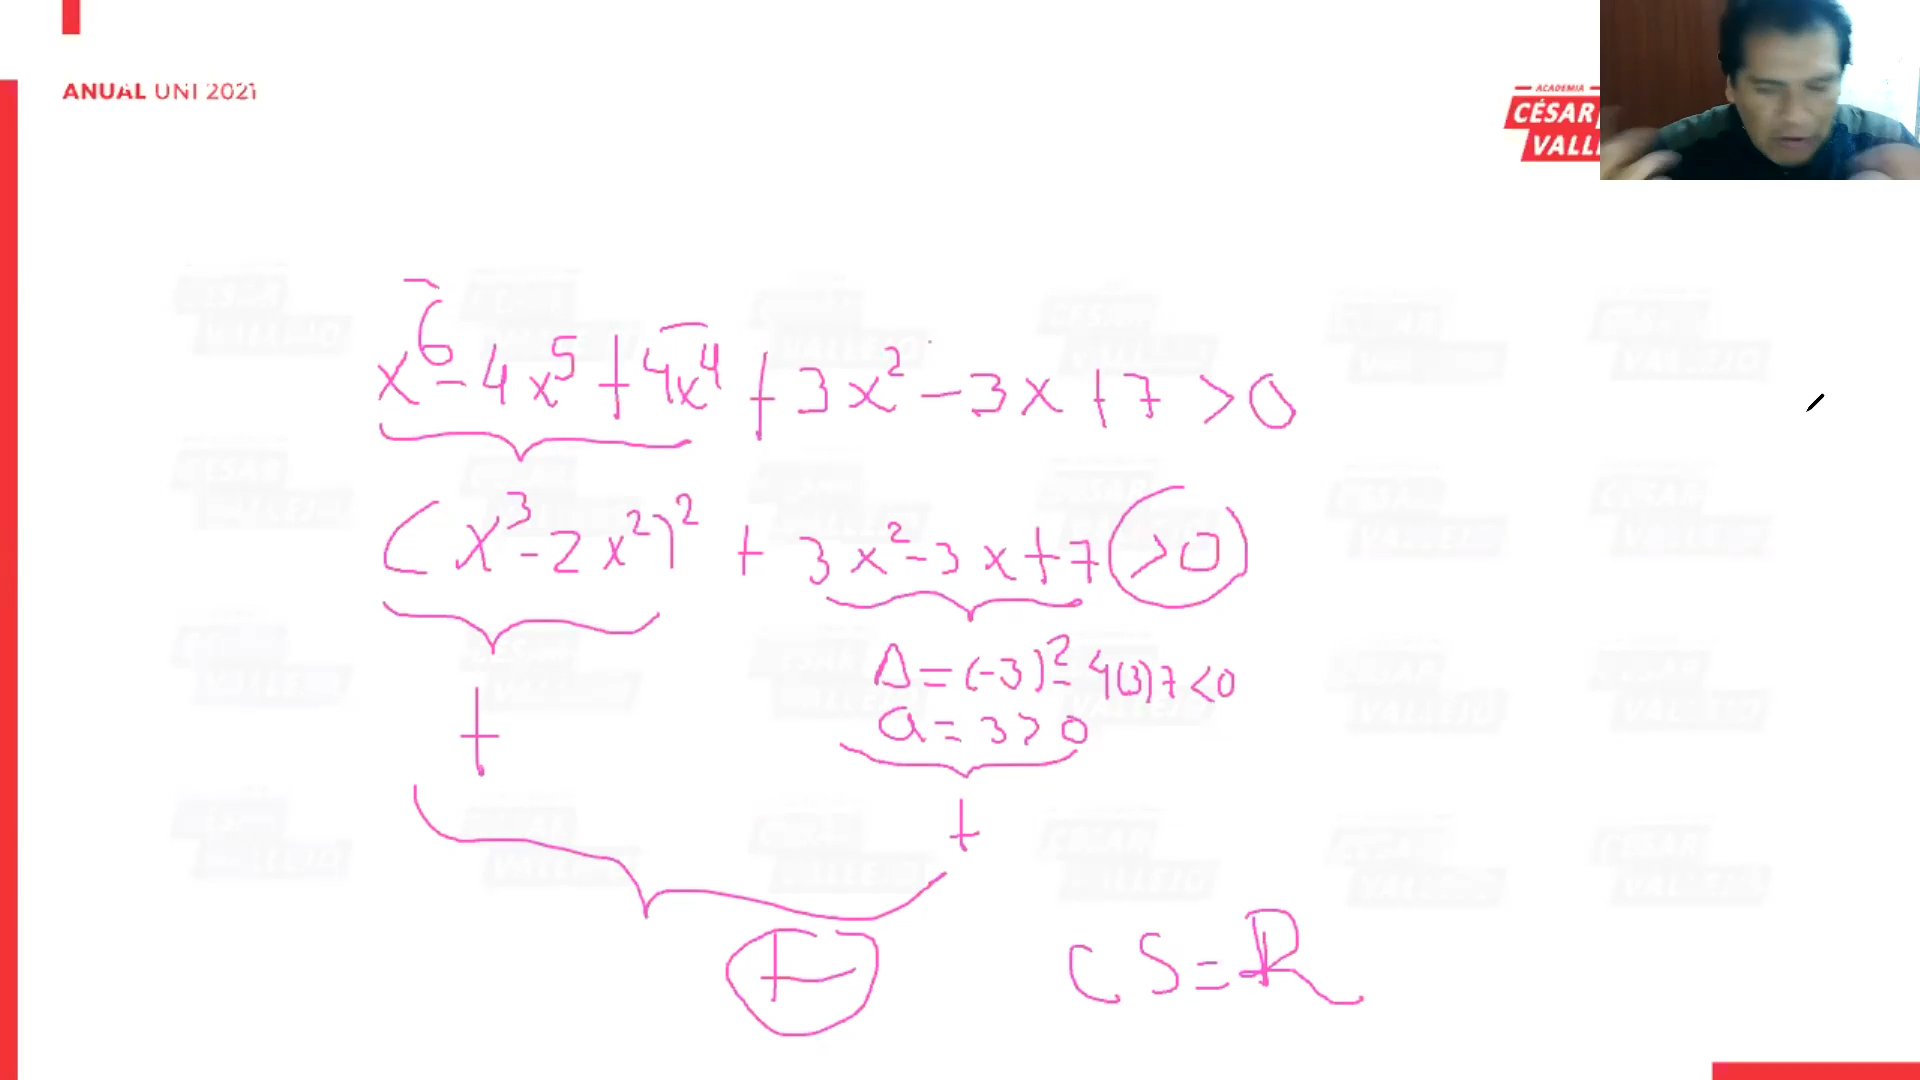 ANUAL UNI 2021
ACADEMIA
CÉSAR
VALL
x⁶ - 4x⁵ + 4x⁴ + 3x² - 3x + 7 > 0
(x³ - 2x²)² + 3x² - 3x + 7 > 0
Δ = (-3)² - 4(3)7 < 0
a = 3 > 0
+
+
+
CS = ℝ